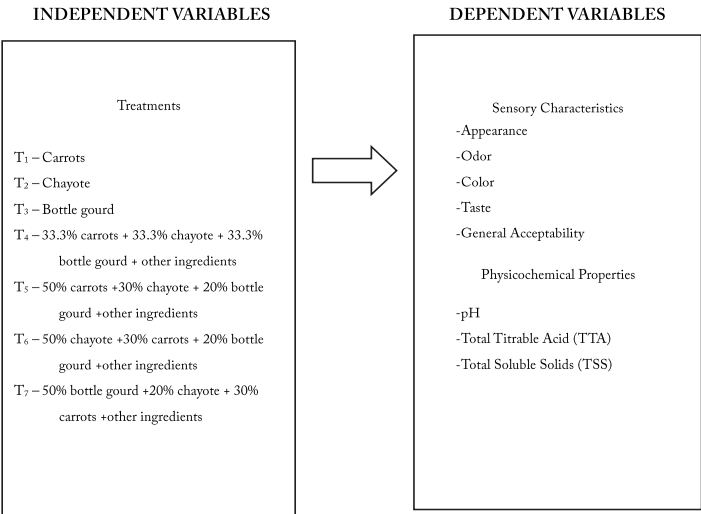 INDEPENDENT VARIABLES
Treatments
T1 – Carrots
T2 – Chayote
T3 – Bottle gourd
T4 – 33.3% carrots + 33.3% chayote + 33.3%
bottle gourd + other ingredients
T5 – 50% carrots +30% chayote + 20% bottle
gourd +other ingredients
T6 – 50% chayote +30% carrots + 20% bottle
gourd +other ingredients
T7 – 50% bottle gourd +20% chayote + 30%
carrots +other ingredients
DEPENDENT VARIABLES
Sensory Characteristics
-Appearance
-Odor
-Color
-Taste
-General Acceptability
Physicochemical Properties
-pH
-Total Titrable Acid (TTA)
-Total Soluble Solids (TSS)